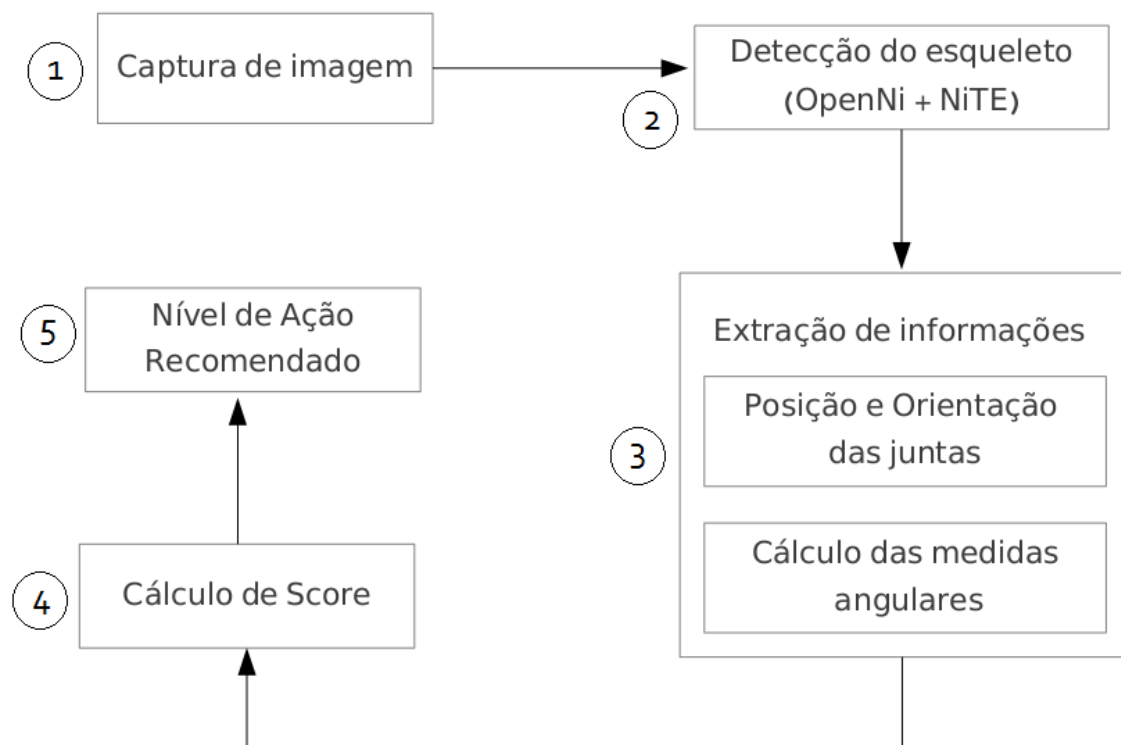 1
Captura de imagem
2
Detecção do esqueleto
(OpenNi + NiTE)
3
Extração de informações
Posição e Orientação
das juntas
Cálculo das medidas
angulares
4
Cálculo de Score
5
Nível de Ação
Recomendado